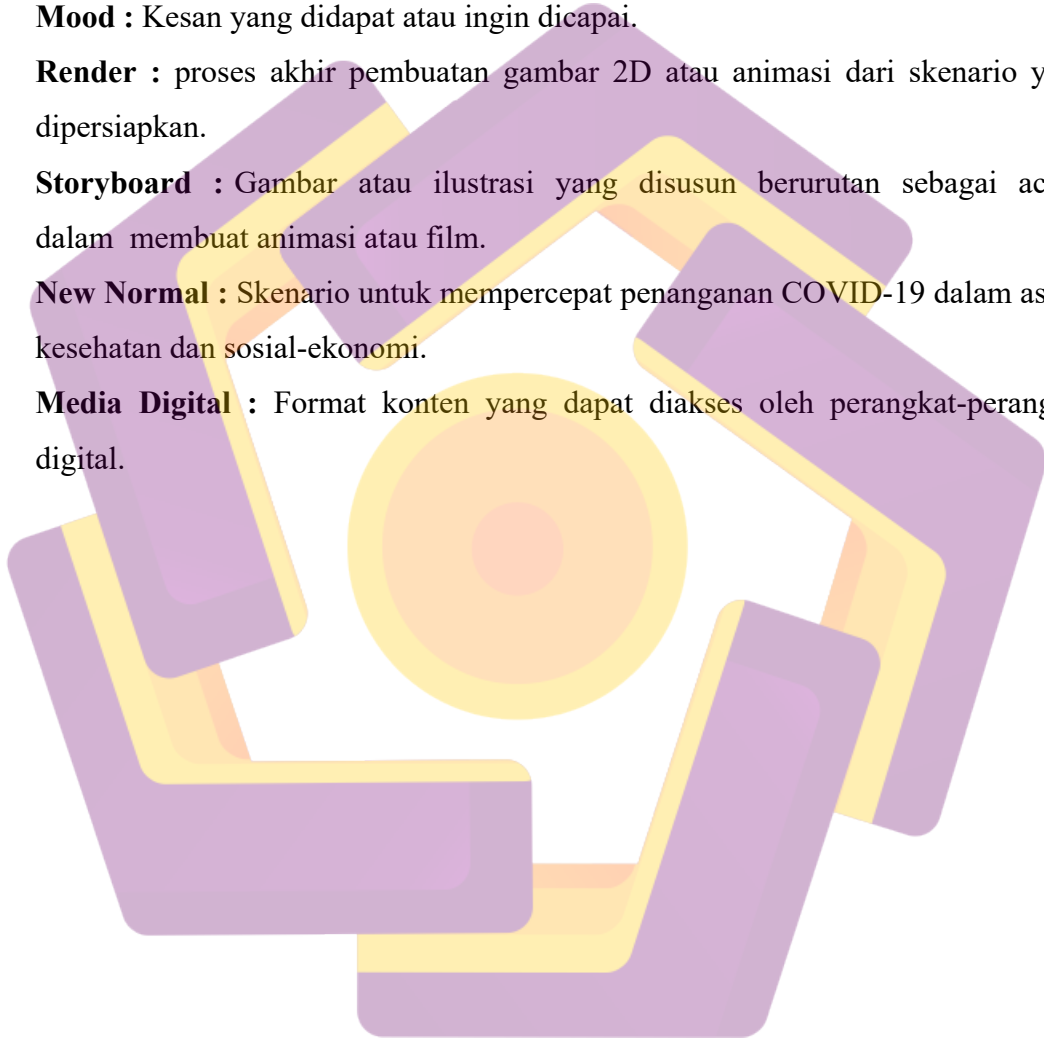 Mood : Kesan yang didapat atau ingin dicapai.
Render : proses akhir pembuatan gambar 2D atau animasi dari skenario y
dipersiapkan.
Storyboard : Gambar atau ilustrasi yang disusun berurutan sebagai ac
dalam membuat animasi atau film.
New Normal : Skenario untuk mempercepat penanganan COVID-19 dalam as
kesehatan dan sosial-ekonomi.
Media Digital : Format konten yang dapat diakses oleh perangkat-perang
digital.